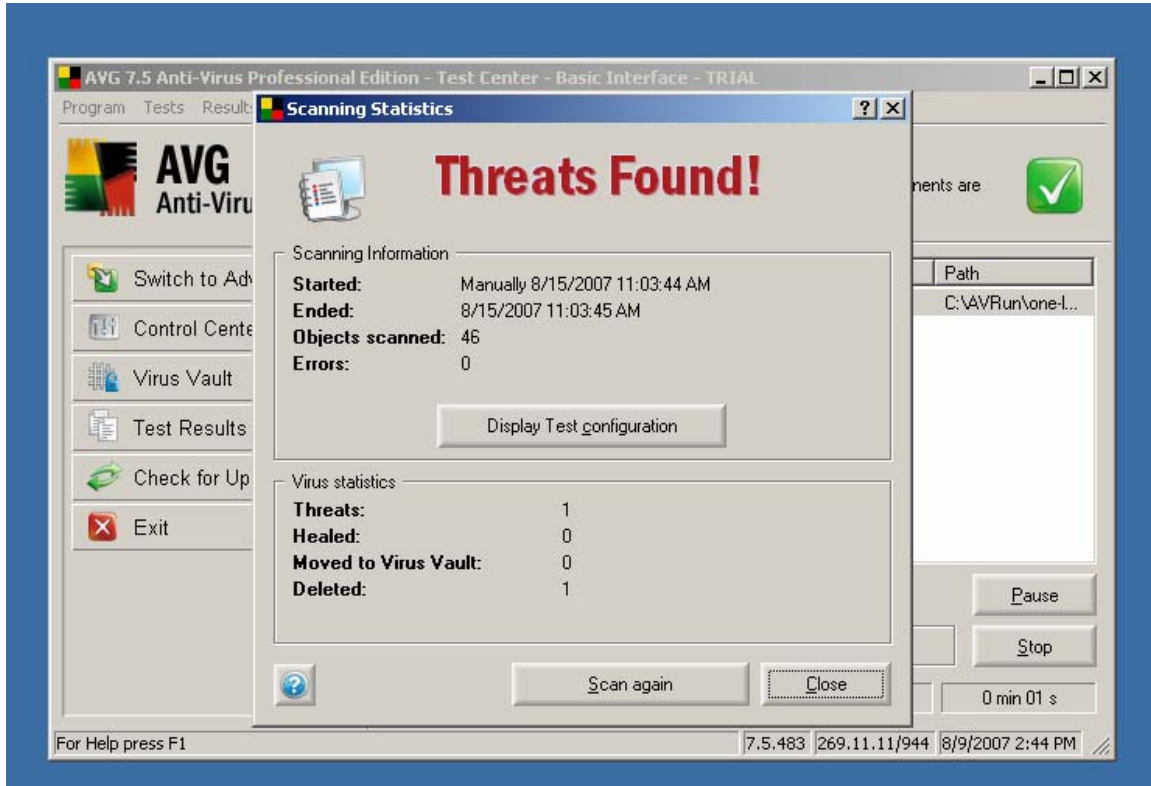 AVG 7.5 Anti-Virus Professional Edition - Test Center - Basic Interface - TRIAL
Program Tests Result
Scanning Statistics
AVG
Anti-Viru
Threats Found!
nents are
Scanning Information
Started: Manually 8/15/2007 11:03:44 AM
Ended: 8/15/2007 11:03:45 AM
Objects scanned: 46
Errors: 0
Display Test configuration
Virus statistics
Threats: 1
Healed: 0
Moved to Virus Vault: 0
Deleted: 1
Scan again
Close
Switch to Adv
Control Cente
Virus Vault
Test Results
Check for Up
Exit
Path
C:\AVRun\one-l...
Pause
Stop
0 min 01 s
For Help press F1
7.5.483 269.11.11/944 8/9/2007 2:44 PM